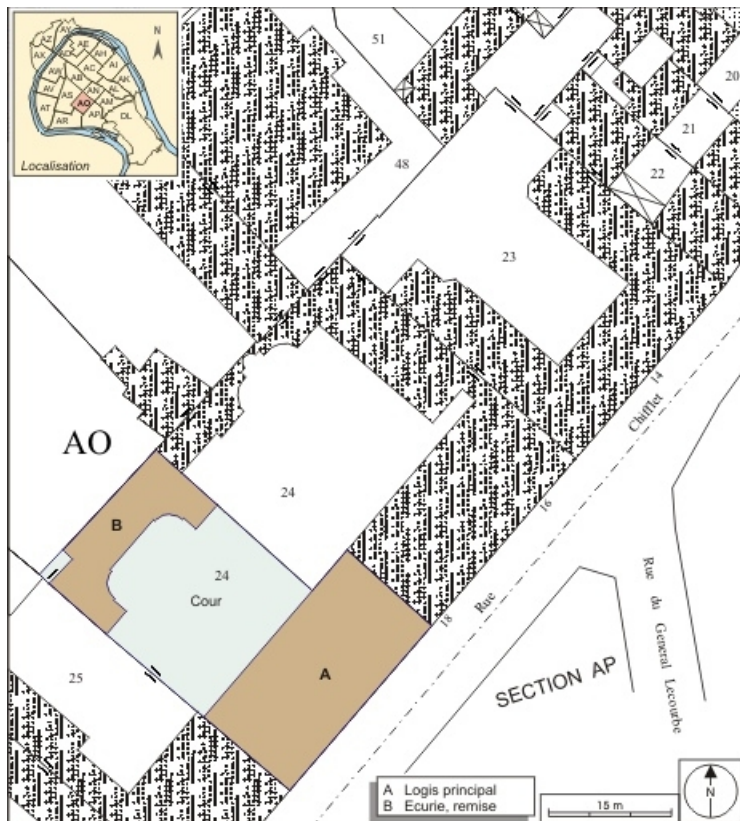 AY
AZ
AE
AX
AD
AH
AC
AI
AW
AB
AK
AV
AS
AN
AL
AT
AO
AM
AR
AP
DL
N
Localisation
51
20
21
48
22
23
14
Chifflet
AO
24
16
B
24
Cour
Rue
18
Rue du General Lecourbe
A
25
SECTION AP
A Logis principal
B Ecurie, remise
15 m
N